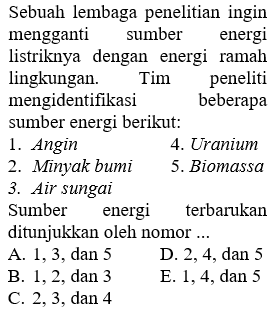 Sebuah lembaga penelitian ingin
mengganti sumber energi
listriknya dengan energi ramah
lingkungan. Tim peneliti
mengidentifikasi beberapa
sumber energi berikut:
1. Angin 4. Uranium
2. Minyak bumi 5. Biomassa
3. Air sungai
Sumber energi terbarukan
ditunjukkan oleh nomor ...
A. 1, 3, dan 5 D. 2, 4, dan 5
B. 1, 2, dan 3 E. 1, 4, dan 5
C. 2, 3, dan 4